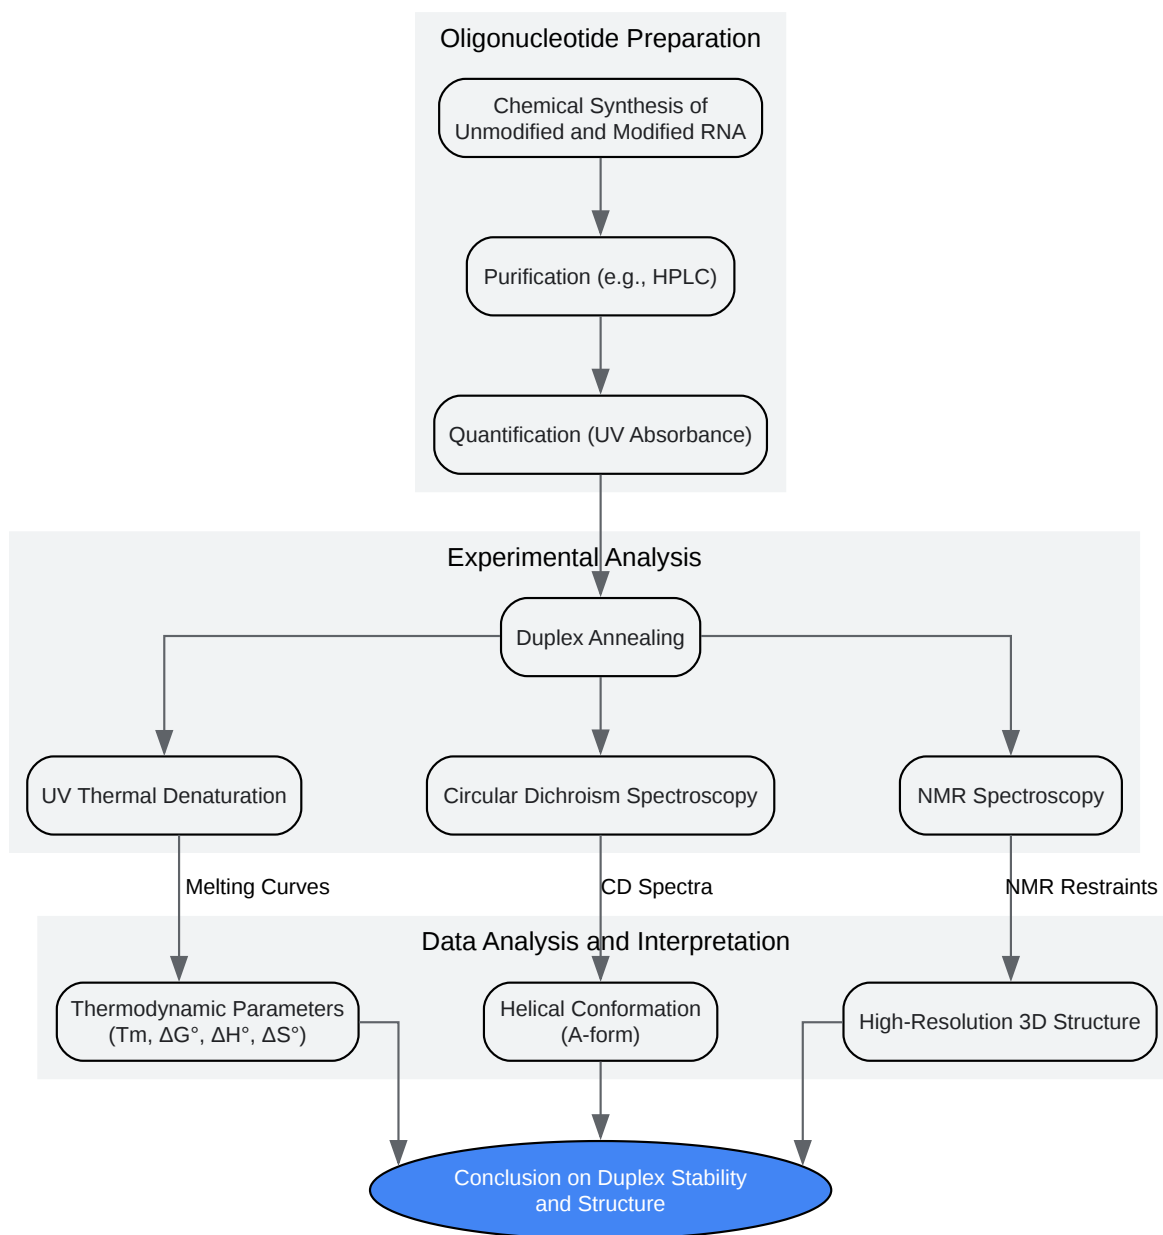 Oligonucleotide Preparation
Chemical Synthesis of
Unmodified and Modified RNA
Purification (e.g., HPLC)
Quantification (UV Absorbance)
Experimental Analysis
Duplex Annealing
UV Thermal Denaturation
Circular Dichroism Spectroscopy
NMR Spectroscopy
Melting Curves
CD Spectra
NMR Restraints
Data Analysis and Interpretation
Thermodynamic Parameters
(Tm, ΔG°, ΔH°, ΔS°)
Helical Conformation
(A-form)
High-Resolution 3D Structure
Conclusion on Duplex Stability
and Structure